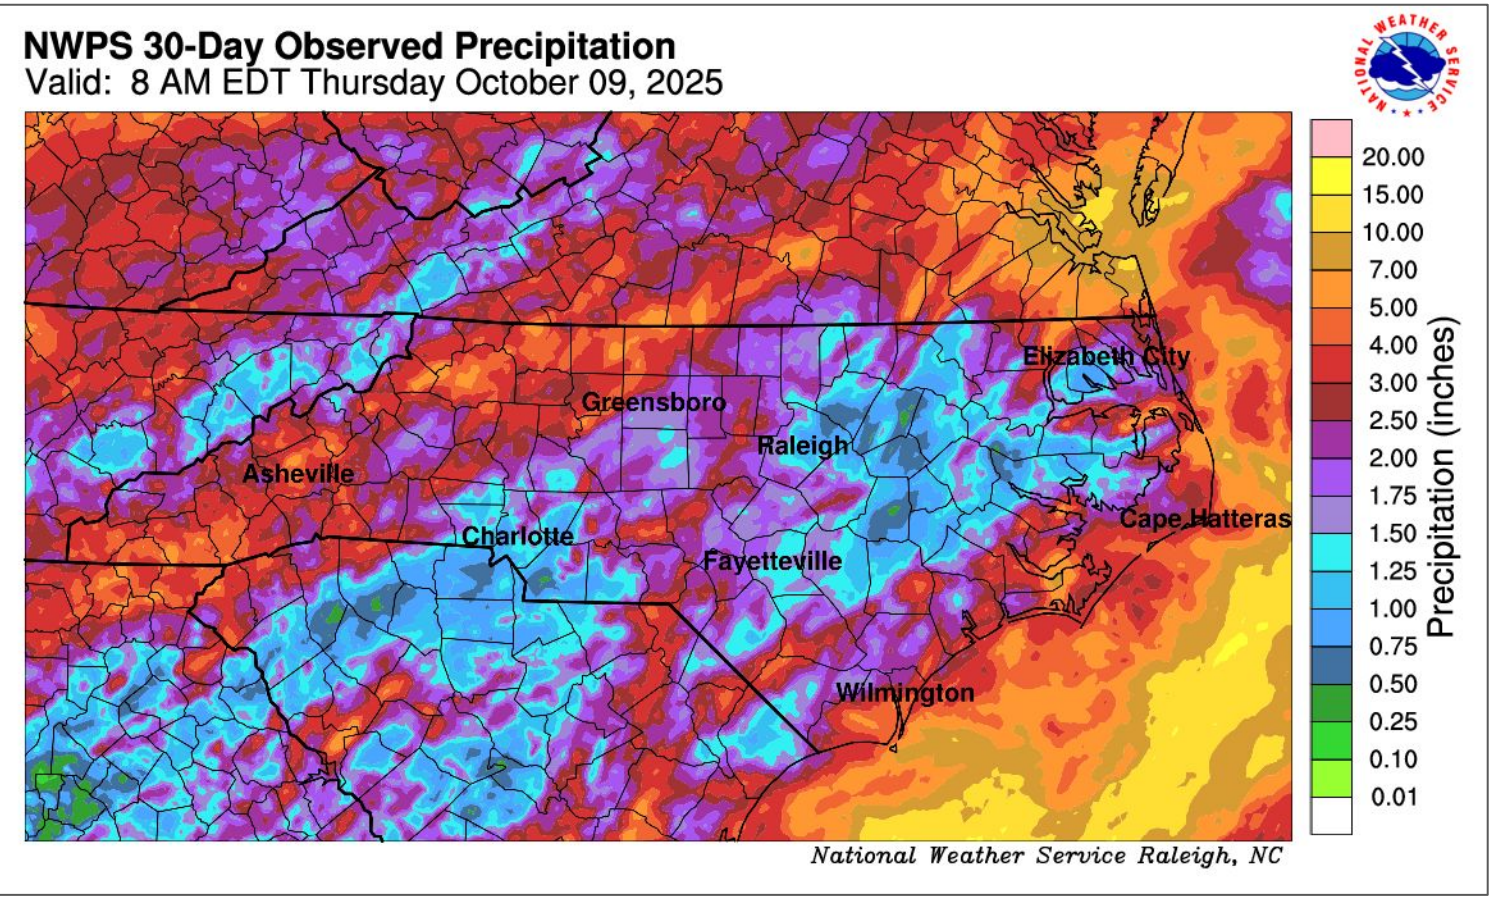 NWPS 30-Day Observed Precipitation
Valid: 8 AM EDT Thursday October 09, 2025
NATIONAL WEATHER SERVICE
20.00
15.00
10.00
7.00
5.00
4.00
3.00
2.50
2.00
1.75
1.50
1.25
1.00
0.75
0.50
0.25
0.10
0.01
Precipitation (inches)
Elizabeth City
Greensboro
Raleigh
Asheville
Cape Hatteras
Charlotte
Fayetteville
Wilmington
National Weather Service Raleigh, NC